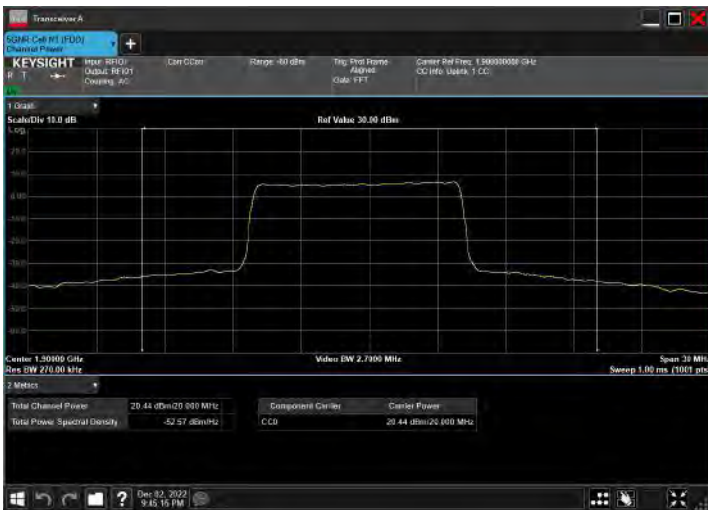 Transceiver A
5GNR Cell N1 (FDD)
Channel Power
KEYSIGHT
R T
Input: RFIO1
Output: RFIO1
Coupling: AC
Corr CCorr
Range: -60 dBm
Trig: Prot Frame
Aligned
Gate: FFT
Carrier Ref Freq: 1.900000000 GHz
CC Info: Uplink, 1 CC
1 Graph
Scale/Div 10.0 dB
Ref Value 30.00 dBm
Log
Center 1.90000 GHz
Video BW 2.7000 MHz
Span 30 MHz
Res BW 270.00 kHz
Sweep 1.00 ms (1001 pts)
2 Metrics
Total Channel Power 20.44 dBm/20.000 MHz
Total Power Spectral Density -52.57 dBm/Hz
Component Carrier Carrier Power
CC0 20.44 dBm/20.000 MHz
?
Dec 02, 2022
9:45:16 PM